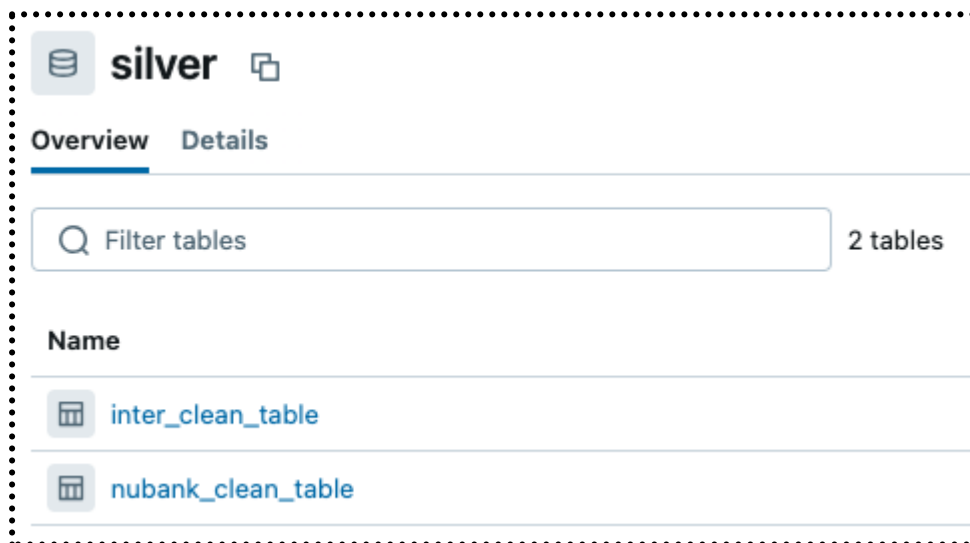 silver
Overview Details
Filter tables 2 tables
Name
inter_clean_table
nubank_clean_table